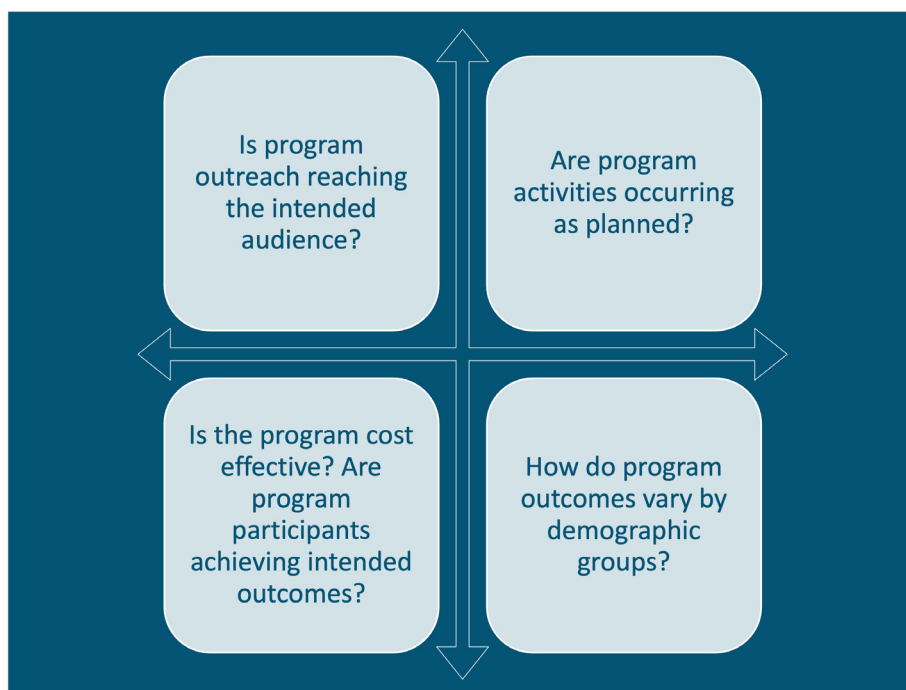 Is program
outreach reaching
the intended
audience?
Are program
activities occurring
as planned?
Is the program cost
effective? Are
program
participants
achieving intended
outcomes?
How do program
outcomes vary by
demographic
groups?